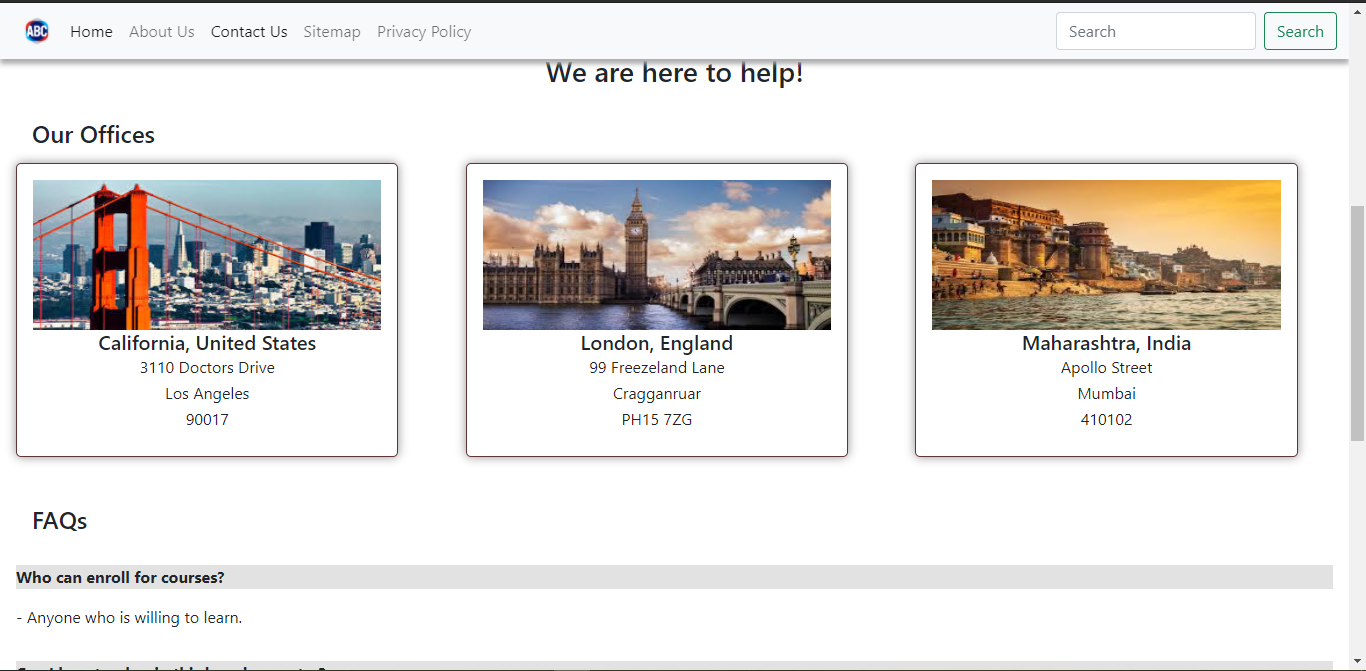 ABC Home About Us Contact Us Sitemap Privacy Policy Search Search
We are here to help!
Our Offices
California, United States
3110 Doctors Drive
Los Angeles
90017
London, England
99 Freezeland Lane
Cragganruar
PH15 7ZG
Maharashtra, India
Apollo Street
Mumbai
410102
FAQs
Who can enroll for courses?
- Anyone who is willing to learn.